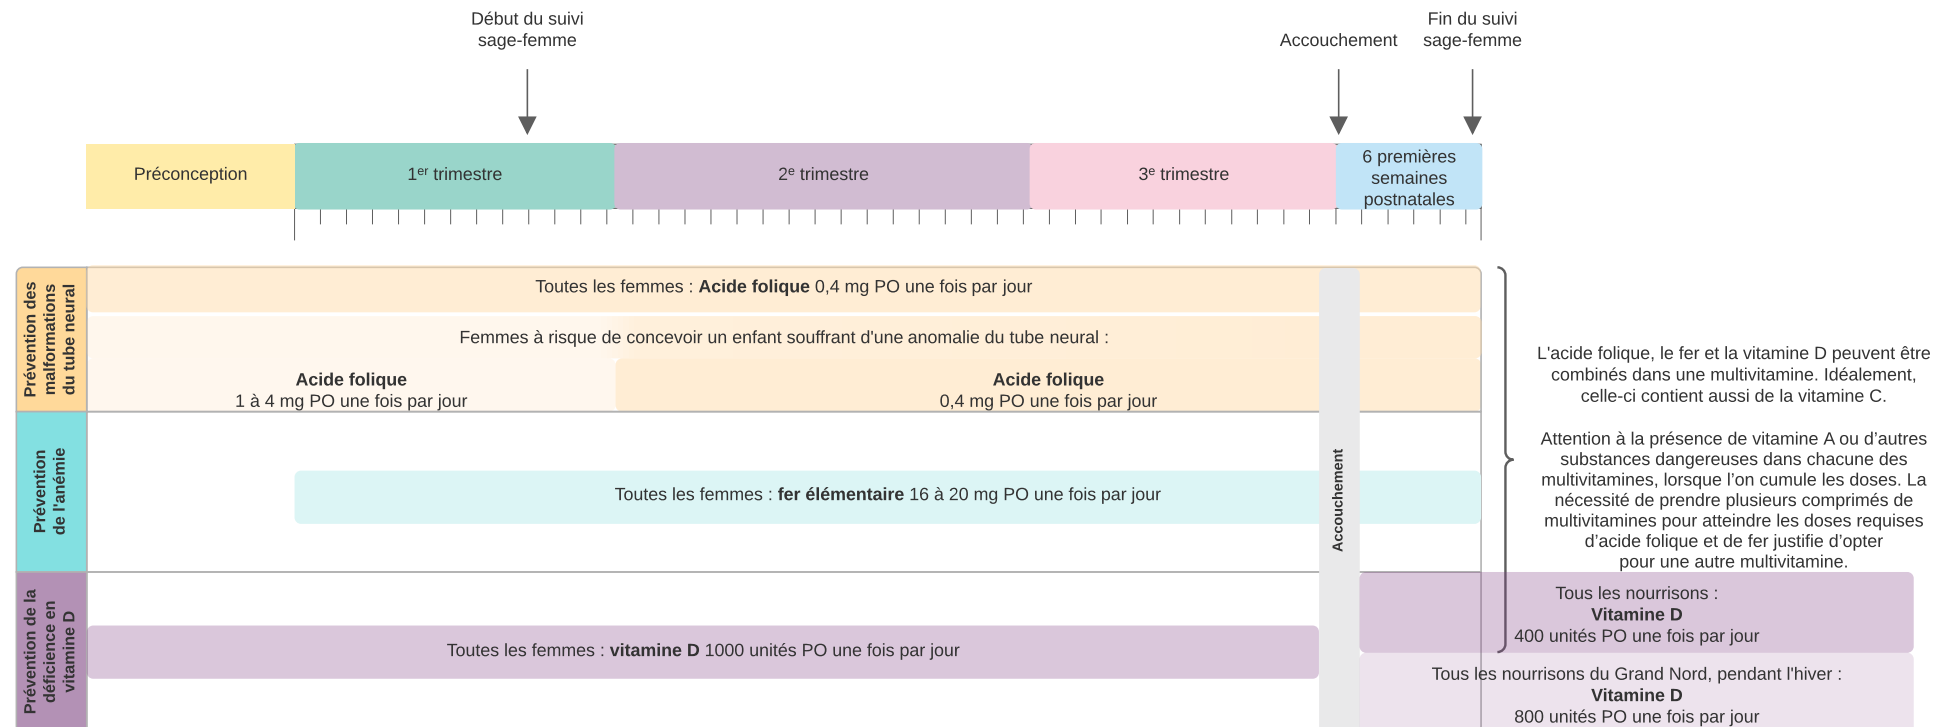 Début du suivi
sage-femme
Accouchement
Fin du suivi
sage-femme
Préconception
1er trimestre
2e trimestre
3e trimestre
6 premières
semaines
postnatales
Prévention des
malformations
du tube neural
Toutes les femmes : Acide folique 0,4 mg PO une fois par jour
Femmes à risque de concevoir un enfant souffrant d'une anomalie du tube neural :
Acide folique
1 à 4 mg PO une fois par jour
Acide folique
0,4 mg PO une fois par jour
Prévention
de l'anémie
Toutes les femmes : fer élémentaire 16 à 20 mg PO une fois par jour
Accouchement
Prévention de la
déficience en
vitamine D
Toutes les femmes : vitamine D 1000 unités PO une fois par jour
L'acide folique, le fer et la vitamine D peuvent être
combinés dans une multivitamine. Idéalement,
celle-ci contient aussi de la vitamine C.
Attention à la présence de vitamine A ou d’autres
substances dangereuses dans chacune des
multivitamines, lorsque l’on cumule les doses. La
nécessité de prendre plusieurs comprimés de
multivitamines pour atteindre les doses requises
d’acide folique et de fer justifie d’opter
pour une autre multivitamine.
Tous les nourrisons :
Vitamine D
400 unités PO une fois par jour
Tous les nourrisons du Grand Nord, pendant l'hiver :
Vitamine D
800 unités PO une fois par jour